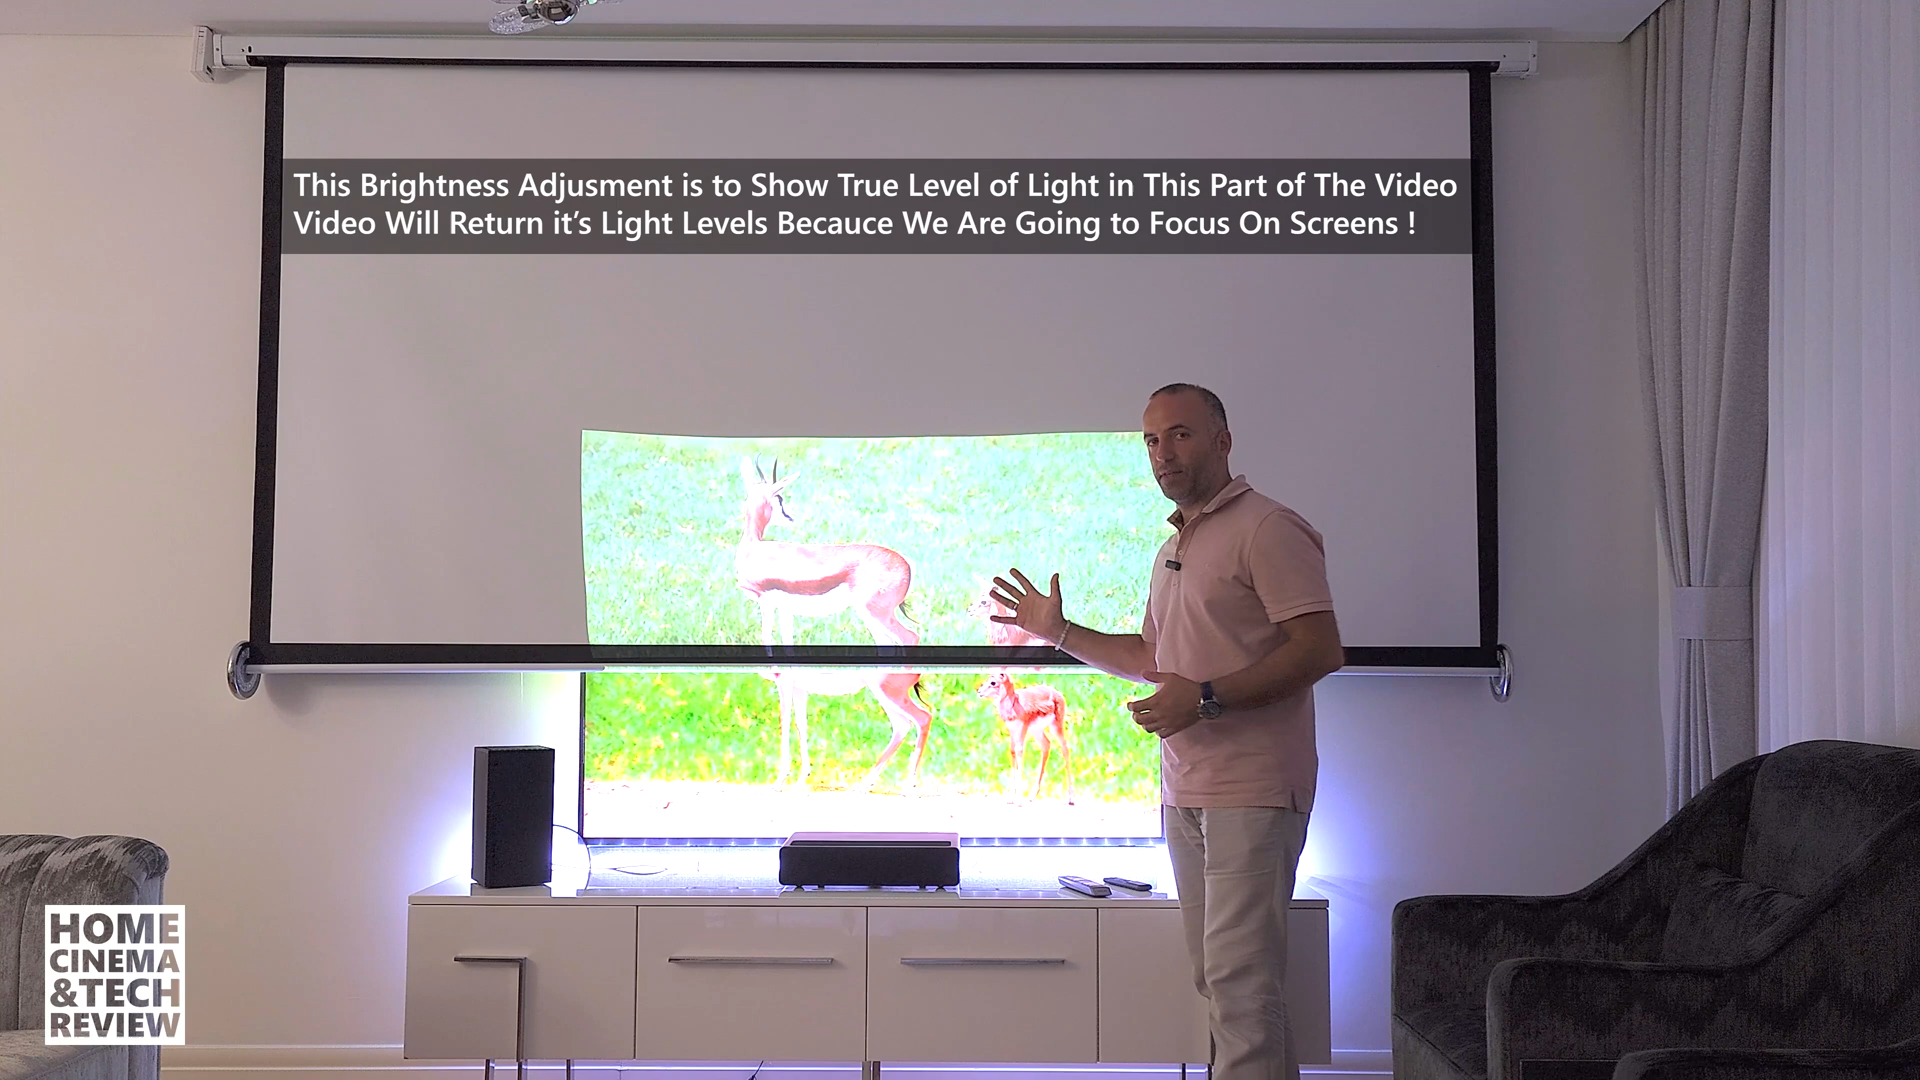 This Brightness Adjusment is to Show True Level of Light in This Part of The Video
Video Will Return it’s Light Levels Becauce We Are Going to Focus On Screens !
HOME
CINEMA
&TECH
REVIEW